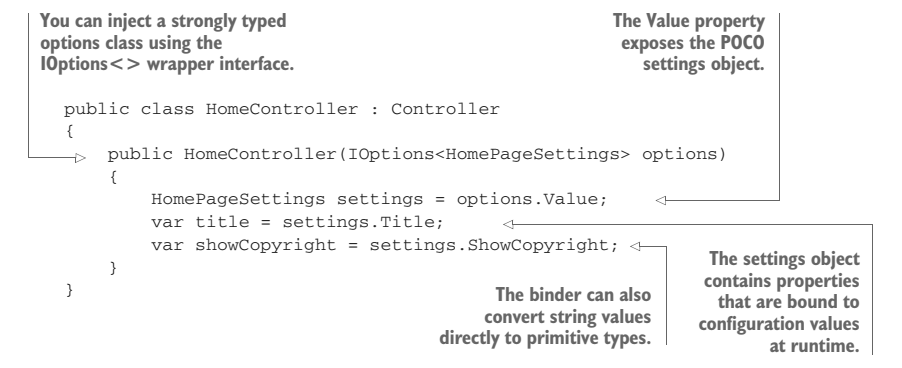 You can inject a strongly typed
options class using the
IOptions<> wrapper interface.
The Value property
exposes the POCO
settings object.
public class HomeController : Controller
{
public HomeController(IOptions<HomePageSettings> options)
{
HomePageSettings settings = options.Value;
var title = settings.Title;
var showCopyright = settings.ShowCopyright;
}
}
The binder can also
convert string values
directly to primitive types.
The settings object
contains properties
that are bound to
configuration values
at runtime.